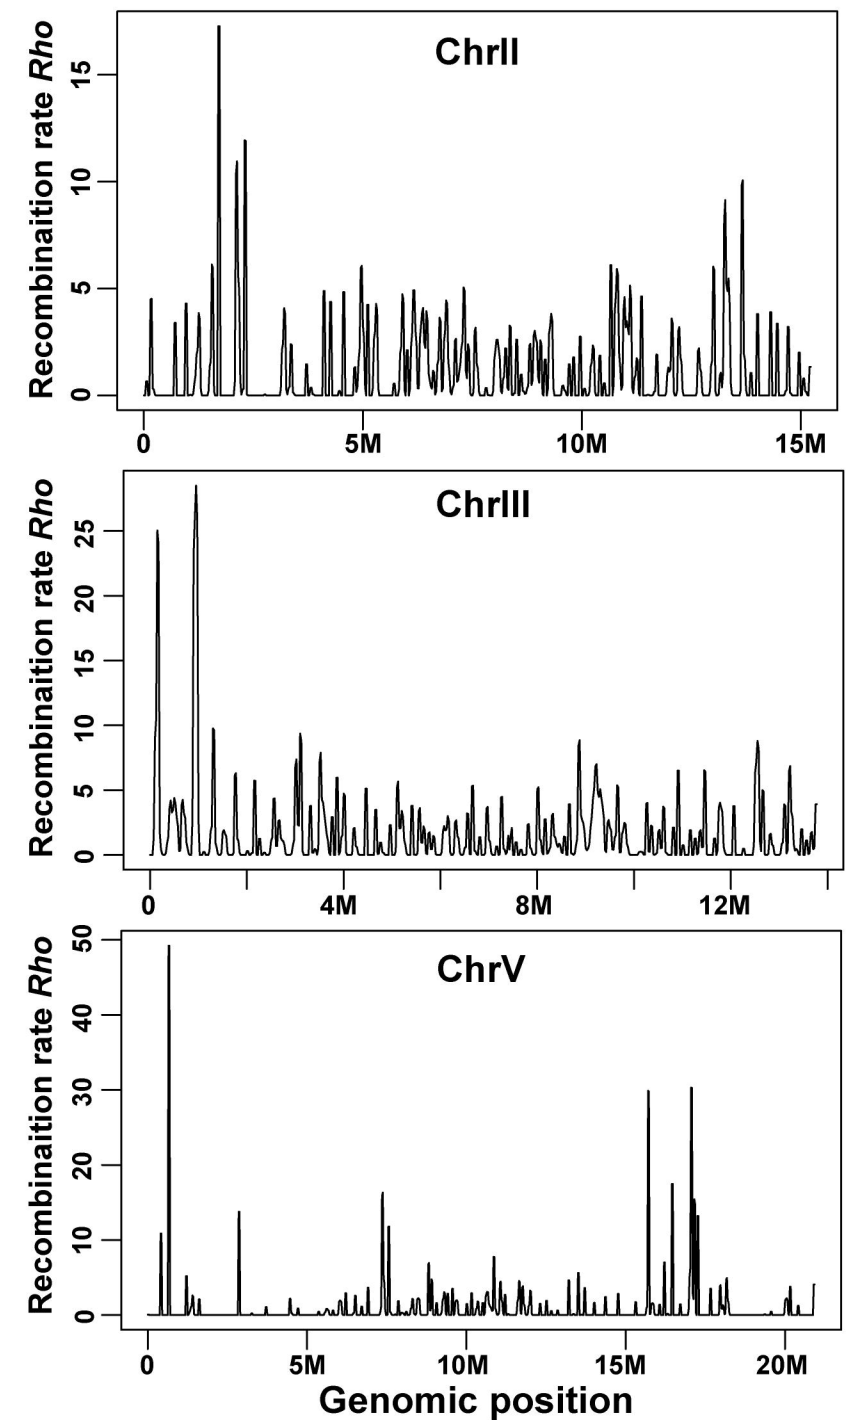 ChrII
Recombinaition rate Rho
15
10
5
0
0 5M 10M 15M
ChrIII
Recombinaition rate Rho
25
20
15
10
5
0
0 4M 8M 12M
ChrV
Recombinaition rate Rho
50
40
30
20
10
0
0 5M 10M 15M 20M
Genomic position